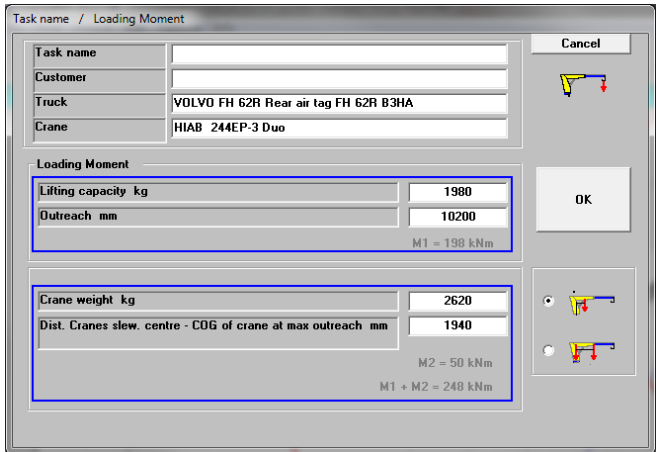 Task name / Loading Moment
Cancel
Task name
Customer
Truck VOLVO FH 62R Rear air tag FH 62R B3HA
Crane HIAB 244EP-3 Duo
Loading Moment
Lifting capacity kg 1980
Outreach mm 10200
M1 = 198 kNm
OK
Crane weight kg 2620
Dist. Cranes slew. centre - COG of crane at max outreach mm 1940
M2 = 50 kNm
M1 + M2 = 248 kNm